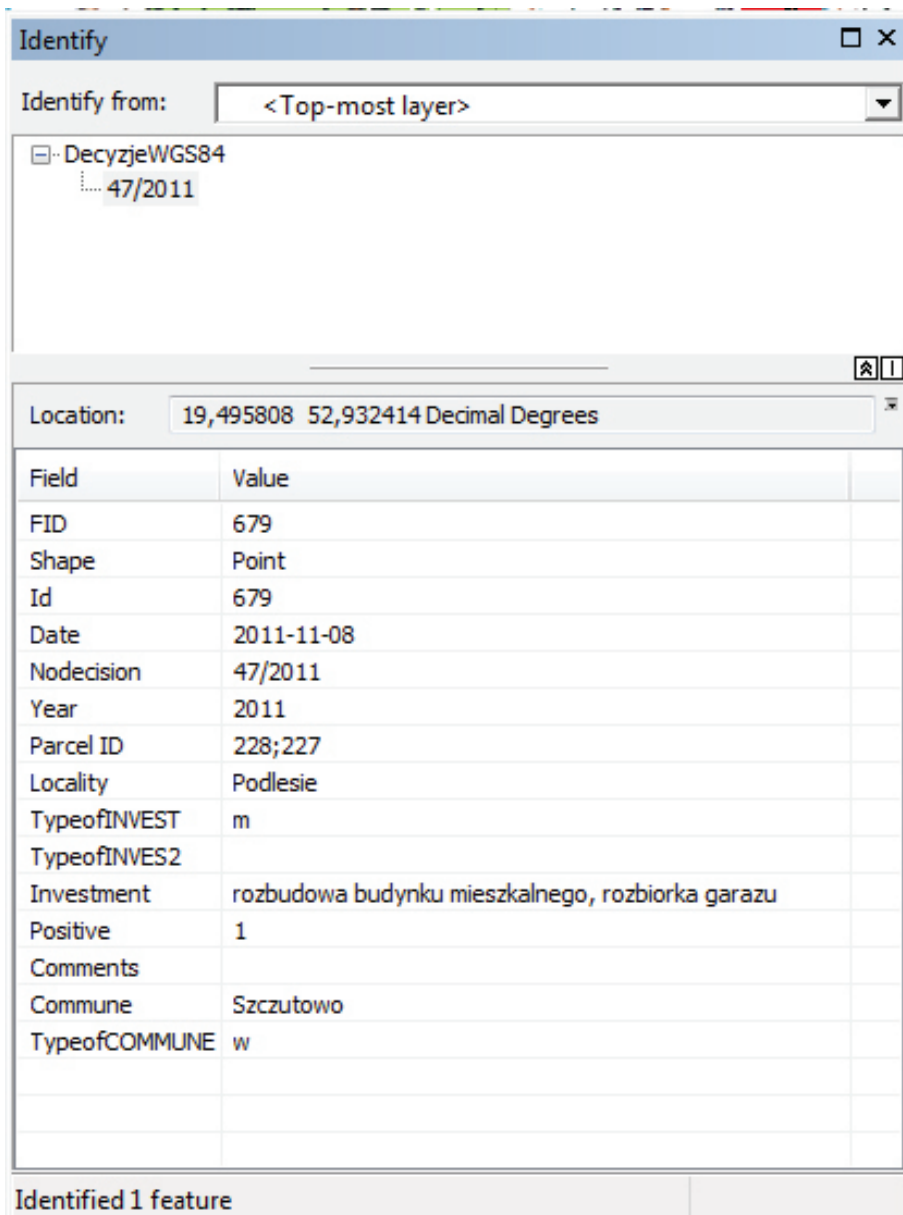 Identify
Identify from: <Top-most layer>
DecyzjeWGS84
47/2011
Location: 19,495808 52,932414 Decimal Degrees
Field Value
FID 679
Shape Point
Id 679
Date 2011-11-08
Nodecision 47/2011
Year 2011
Parcel ID 228;227
Locality Podlesie
TypeofINVEST m
TypeofINVES2
Investment rozbudowa budynku mieszkalnego, rozbiorka garazu
Positive 1
Comments
Commune Szczutowo
TypeofCOMMUNE w
Identified 1 feature